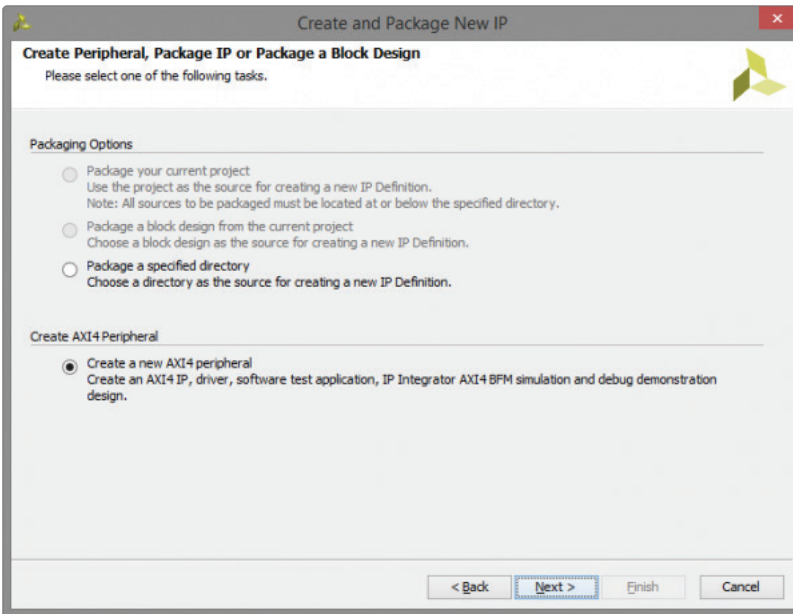 Create and Package New IP
Create Peripheral, Package IP or Package a Block Design
Please select one of the following tasks.
Packaging Options
Package your current project
Use the project as the source for creating a new IP Definition.
Note: All sources to be packaged must be located at or below the specified directory.
Package a block design from the current project
Choose a block design as the source for creating a new IP Definition.
Package a specified directory
Choose a directory as the source for creating a new IP Definition.
Create AXI4 Peripheral
Create a new AXI4 peripheral
Create an AXI4 IP, driver, software test application, IP Integrator AXI4 BFM simulation and debug demonstration
design.
< Back Next > Finish Cancel